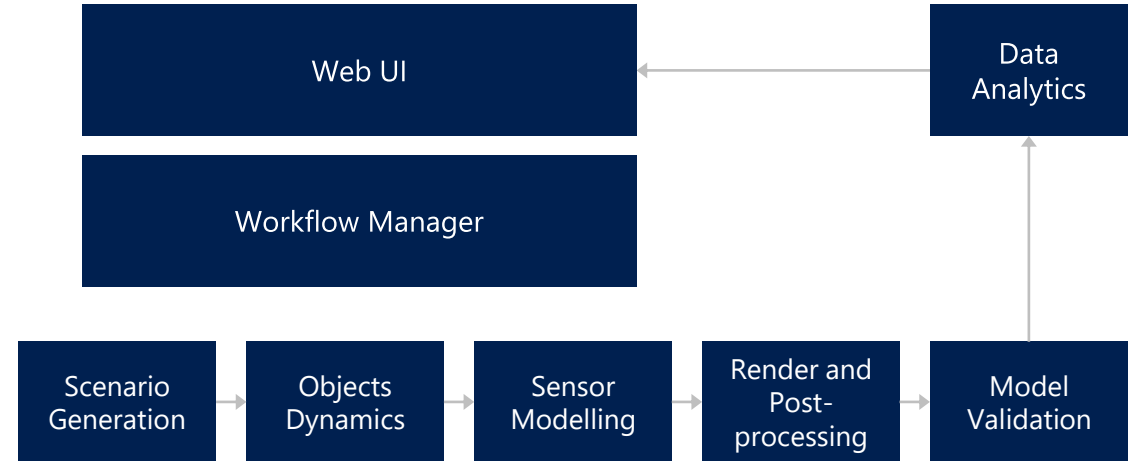 Web UI
Data
Analytics
Workflow Manager
Scenario
Generation
Objects
Dynamics
Sensor
Modelling
Render and
Post-
processing
Model
Validation